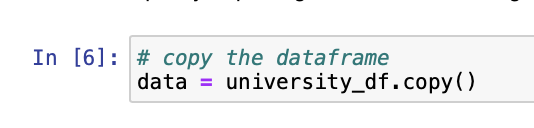 In [6]: # copy the dataframe
data = university_df.copy()